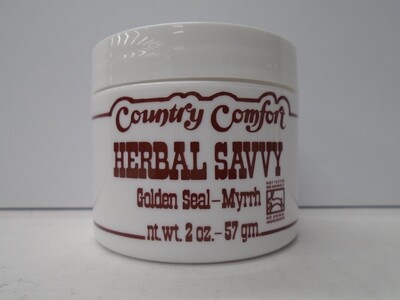 Country Comfort
HERBAL SAVVY
Golden Seal-Myrrh
nt. wt. 2 oz.-57 gm.